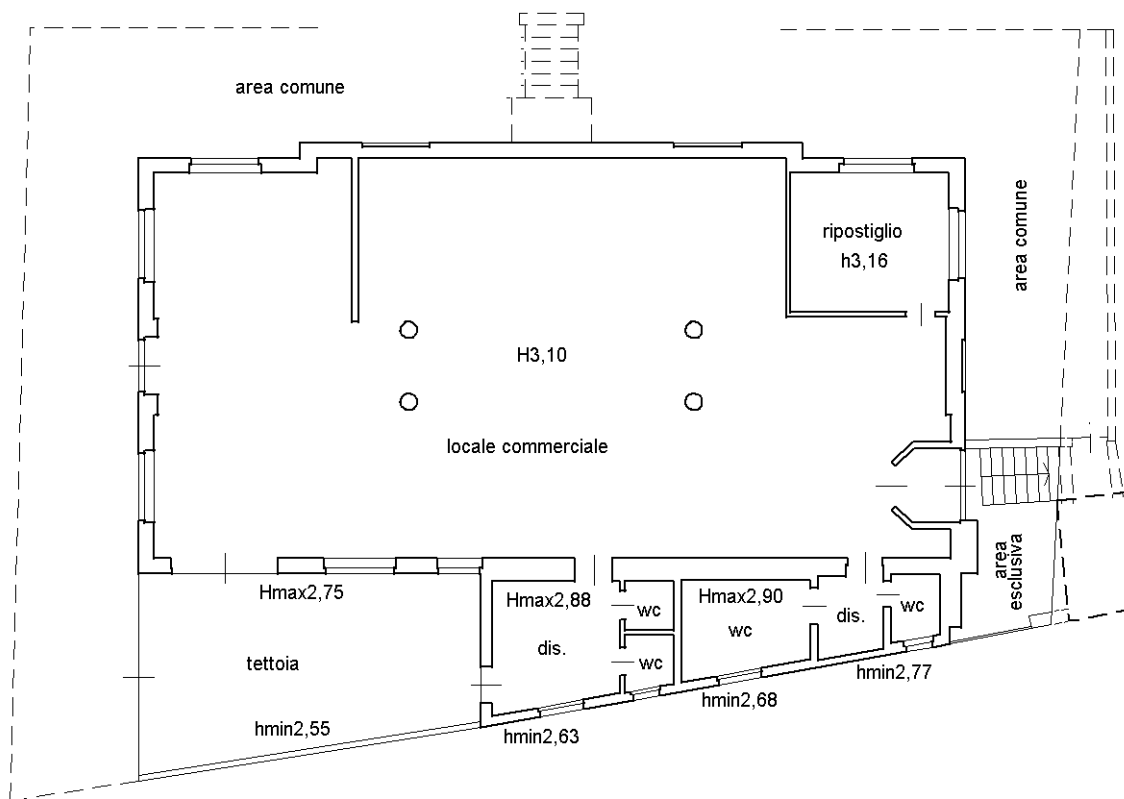 area comune
ripostiglio
h3,16
area comune
H3,10
locale commerciale
area
esclusiva
Hmax2,75
Hmax2,88
wc
Hmax2,90
wc
dis.
wc
dis.
wc
tettoia
hmin2,77
hmin2,68
hmin2,55
hmin2,63